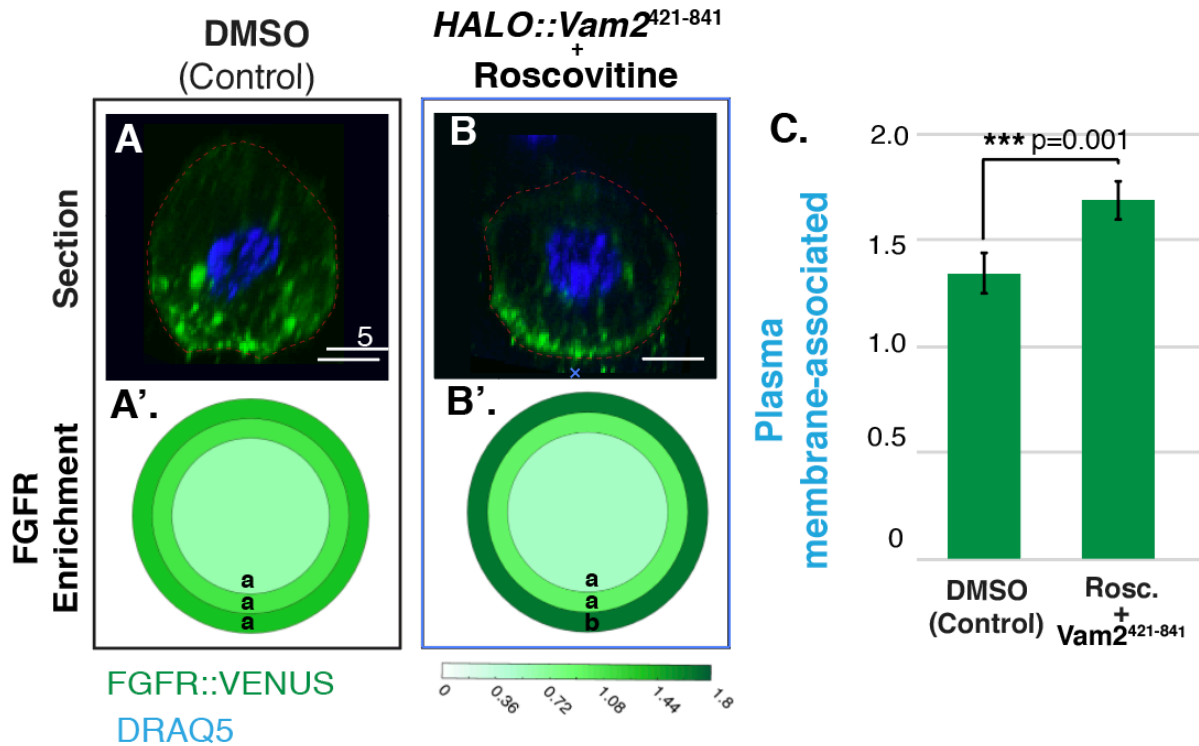 DMSO
(Control)
HALO::Vam2421-841
+
Roscovitine
Section
A
5
B
×
FGFR
Enrichment
A'.
a
a
a
B'.
a
a
b
FGFR::VENUS
DRAQ5
0
0.36
0.72
1.08
1.44
1.8
C.
Plasma
membrane-associated
2.0
1.5
1.0
0.5
0
*** p=0.001
DMSO
(Control)
Rosc.
+
Vam2421-841